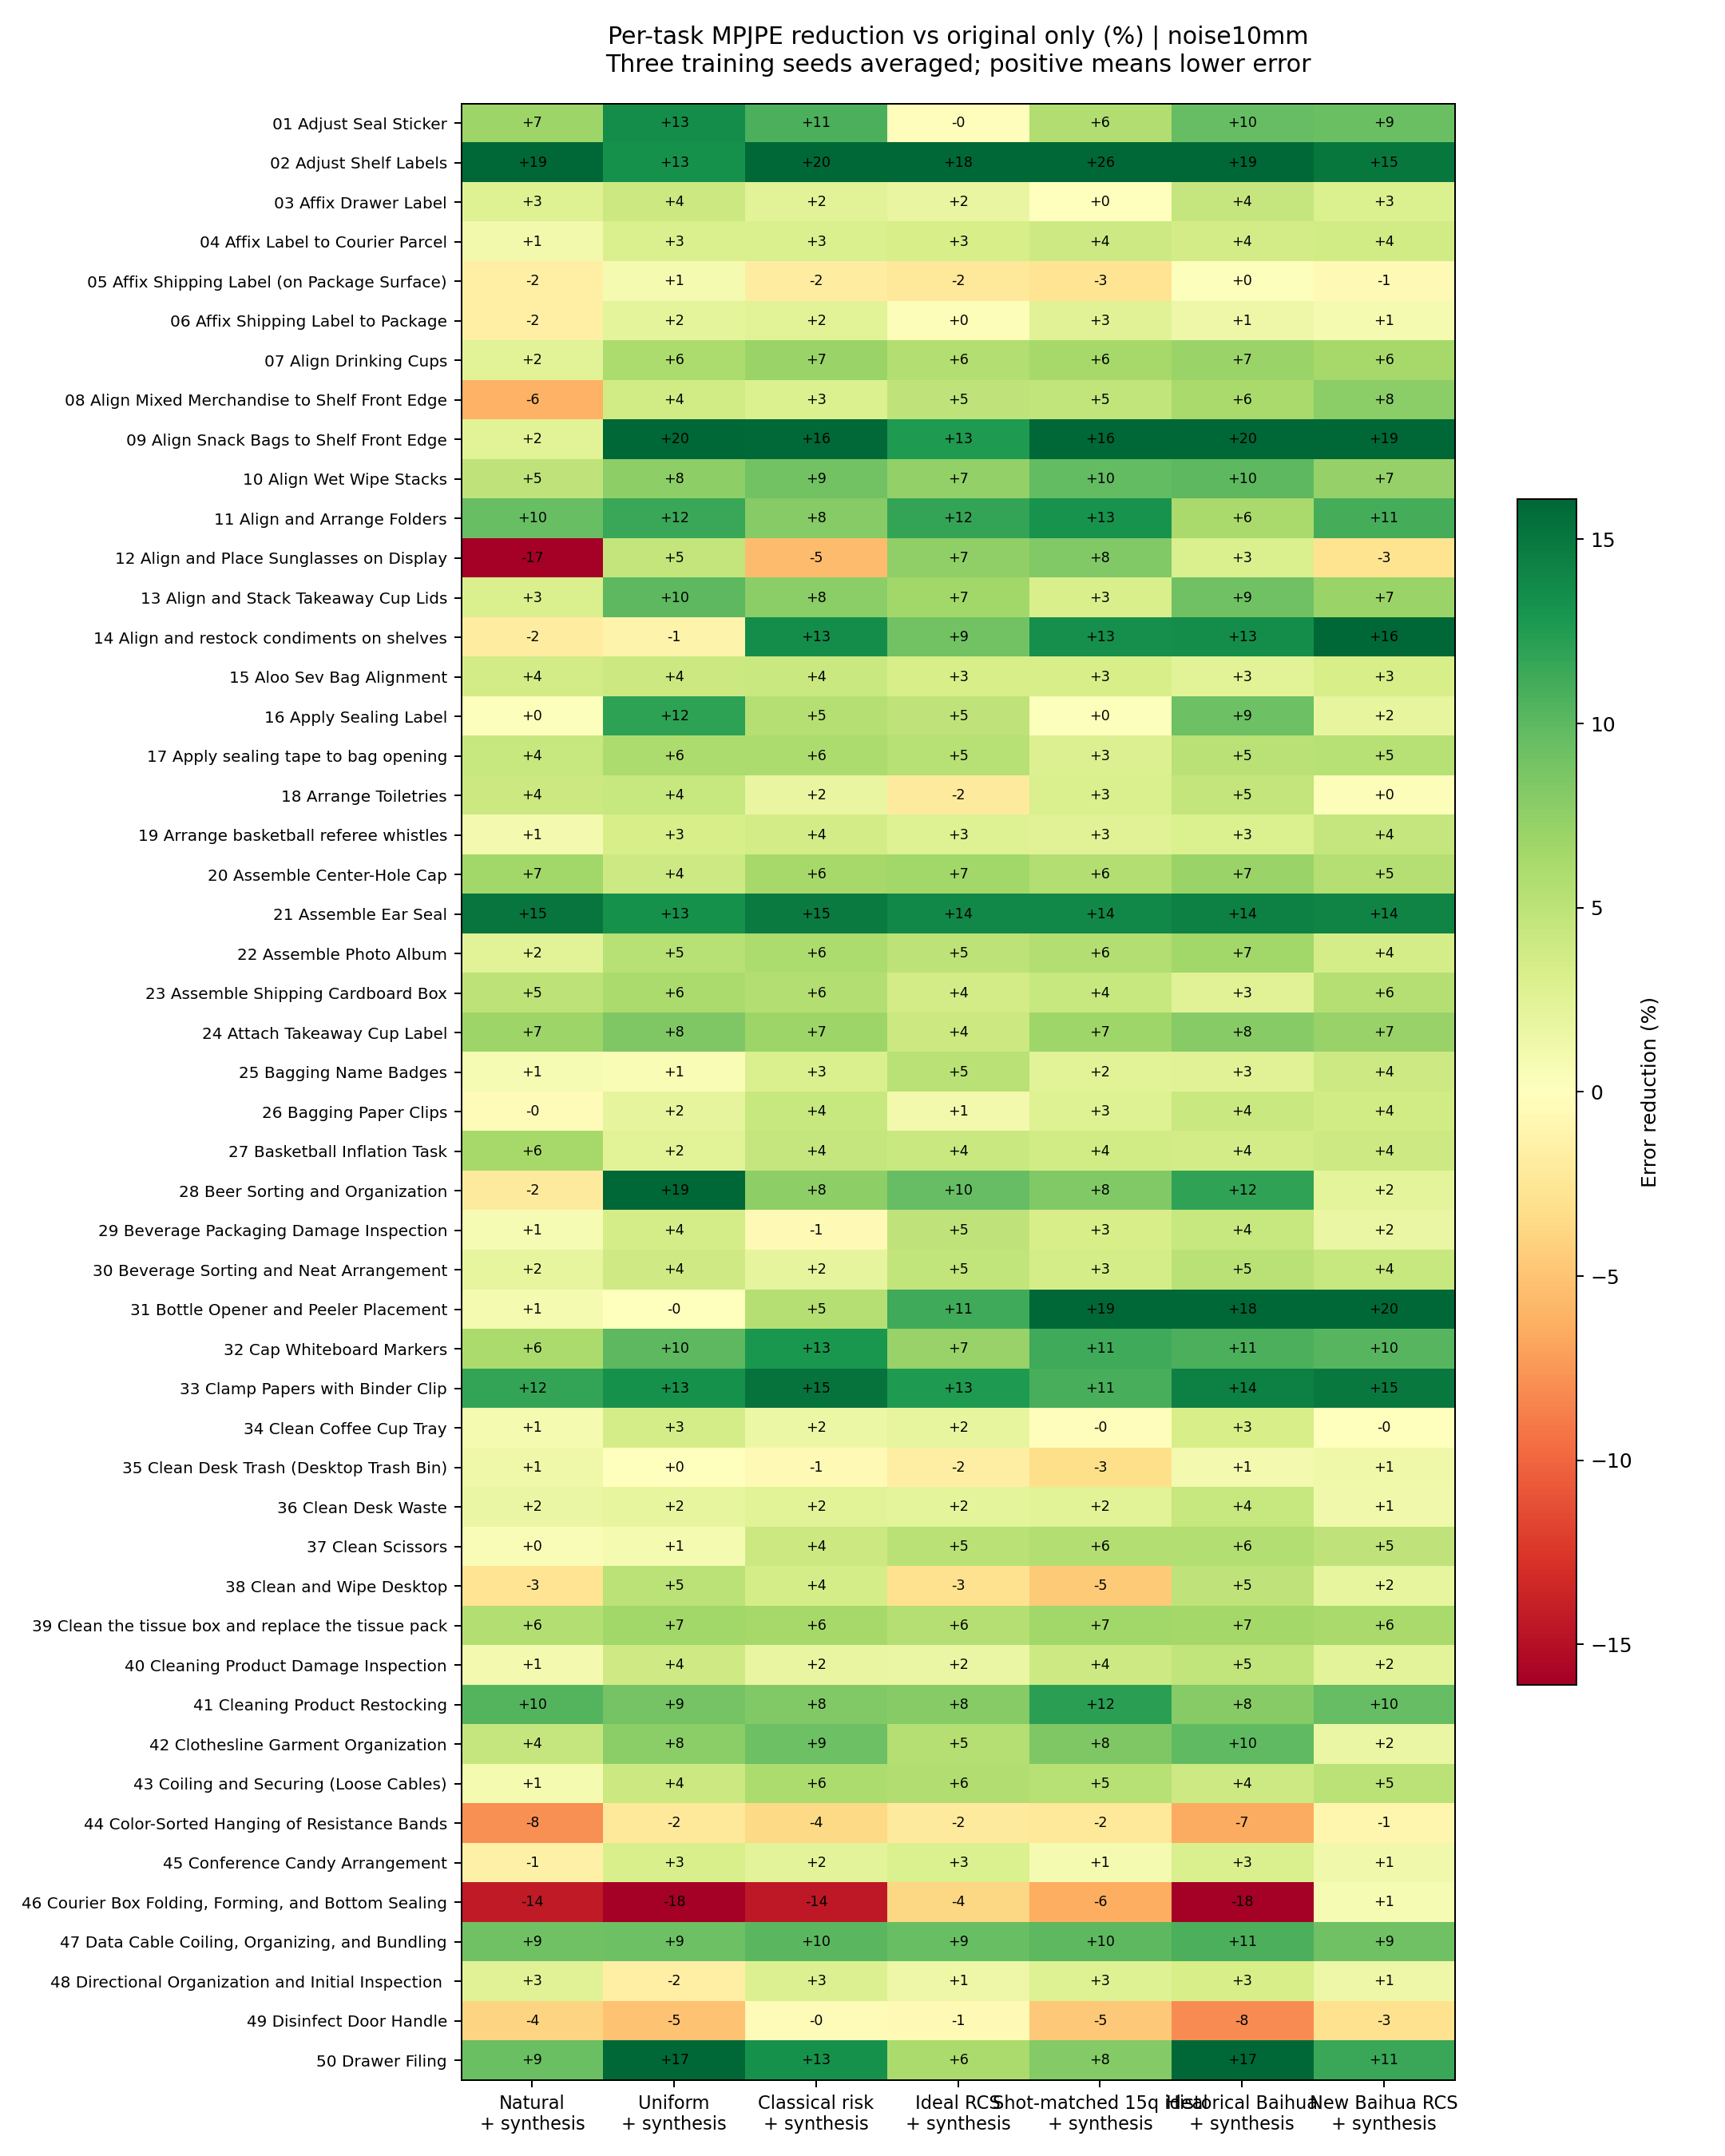 Per-task MPJPE reduction vs original only (%) | noise10mm
Three training seeds averaged; positive means lower error
01 Adjust Seal Sticker +7 +13 +11 -0 +6 +10 +9
02 Adjust Shelf Labels +19 +13 +20 +18 +26 +19 +15
03 Affix Drawer Label +3 +4 +2 +2 +0 +4 +3
04 Affix Label to Courier Parcel +1 +3 +3 +3 +4 +4 +4
05 Affix Shipping Label (on Package Surface) -2 +1 -2 -2 -3 +0 -1
06 Affix Shipping Label to Package -2 +2 +2 +0 +3 +1 +1
07 Align Drinking Cups +2 +6 +7 +6 +6 +7 +6
08 Align Mixed Merchandise to Shelf Front Edge -6 +4 +3 +5 +5 +6 +8
09 Align Snack Bags to Shelf Front Edge +2 +20 +16 +13 +16 +20 +19
10 Align Wet Wipe Stacks +5 +8 +9 +7 +10 +10 +7
11 Align and Arrange Folders +10 +12 +8 +12 +13 +6 +11
12 Align and Place Sunglasses on Display -17 +5 -5 +7 +8 +3 -3
13 Align and Stack Takeaway Cup Lids +3 +10 +8 +7 +3 +9 +7
14 Align and restock condiments on shelves -2 -1 +13 +9 +13 +13 +16
15 Aloo Sev Bag Alignment +4 +4 +4 +3 +3 +3 +3
16 Apply Sealing Label +0 +12 +5 +5 +0 +9 +2
17 Apply sealing tape to bag opening +4 +6 +6 +5 +3 +5 +5
18 Arrange Toiletries +4 +4 +2 -2 +3 +5 +0
19 Arrange basketball referee whistles +1 +3 +4 +3 +3 +3 +4
20 Assemble Center-Hole Cap +7 +4 +6 +7 +6 +7 +5
21 Assemble Ear Seal +15 +13 +15 +14 +14 +14 +14
22 Assemble Photo Album +2 +5 +6 +5 +6 +7 +4
23 Assemble Shipping Cardboard Box +5 +6 +6 +4 +4 +3 +6
24 Attach Takeaway Cup Label +7 +8 +7 +4 +7 +8 +7
25 Bagging Name Badges +1 +1 +3 +5 +2 +3 +4
26 Bagging Paper Clips -0 +2 +4 +1 +3 +4 +4
27 Basketball Inflation Task +6 +2 +4 +4 +4 +4 +4
28 Beer Sorting and Organization -2 +19 +8 +10 +8 +12 +2
29 Beverage Packaging Damage Inspection +1 +4 -1 +5 +3 +4 +2
30 Beverage Sorting and Neat Arrangement +2 +4 +2 +5 +3 +5 +4
31 Bottle Opener and Peeler Placement +1 -0 +5 +11 +19 +18 +20
32 Cap Whiteboard Markers +6 +10 +13 +7 +11 +11 +10
33 Clamp Papers with Binder Clip +12 +13 +15 +13 +11 +14 +15
34 Clean Coffee Cup Tray +1 +3 +2 +2 -0 +3 -0
35 Clean Desk Trash (Desktop Trash Bin) +1 +0 -1 -2 -3 +1 +1
36 Clean Desk Waste +2 +2 +2 +2 +2 +4 +1
37 Clean Scissors +0 +1 +4 +5 +6 +6 +5
38 Clean and Wipe Desktop -3 +5 +4 -3 -5 +5 +2
39 Clean the tissue box and replace the tissue pack +6 +7 +6 +6 +7 +7 +6
40 Cleaning Product Damage Inspection +1 +4 +2 +2 +4 +5 +2
41 Cleaning Product Restocking +10 +9 +8 +8 +12 +8 +10
42 Clothesline Garment Organization +4 +8 +9 +5 +8 +10 +2
43 Coiling and Securing (Loose Cables) +1 +4 +6 +6 +5 +4 +5
44 Color-Sorted Hanging of Resistance Bands -8 -2 -4 -2 -2 -7 -1
45 Conference Candy Arrangement -1 +3 +2 +3 +1 +3 +1
46 Courier Box Folding, Forming, and Bottom Sealing -14 -18 -14 -4 -6 -18 +1
47 Data Cable Coiling, Organizing, and Bundling +9 +9 +10 +9 +10 +11 +9
48 Directional Organization and Initial Inspection +3 -2 +3 +1 +3 +3 +1
49 Disinfect Door Handle -4 -5 -0 -1 -5 -8 -3
50 Drawer Filing +9 +17 +13 +6 +8 +17 +11
Natural Uniform Classical risk Ideal RCS Shot-matched 15q ideal Historical Baihua New Baihua RCS
+ synthesis + synthesis + synthesis + synthesis + synthesis + synthesis + synthesis
15
10
5
0
−5
−10
−15
Error reduction (%)